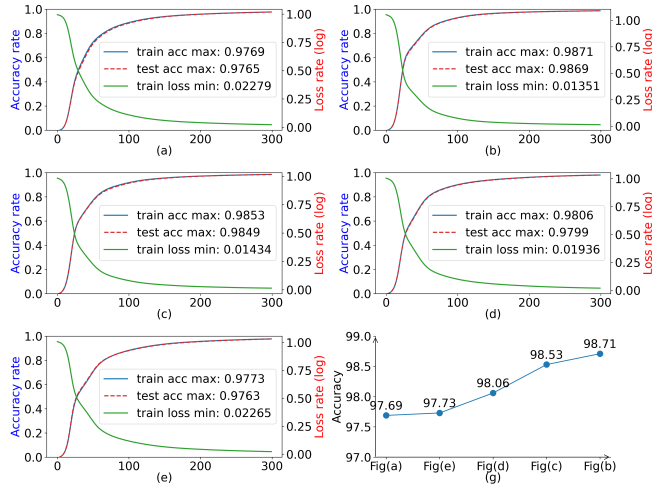 1.0
0.8
0.6
0.4
0.2
0.0
Accuracy rate
train acc max: 0.9769
test acc max: 0.9765
train loss min: 0.02279
1.00
0.75
0.50
0.25
0.00
Loss rate (log)
0 100 200 300
(a)
1.0
0.8
0.6
0.4
0.2
0.0
Accuracy rate
train acc max: 0.9871
test acc max: 0.9869
train loss min: 0.01351
1.00
0.75
0.50
0.25
0.00
Loss rate (log)
0 100 200 300
(b)
1.0
0.8
0.6
0.4
0.2
0.0
Accuracy rate
train acc max: 0.9853
test acc max: 0.9849
train loss min: 0.01434
1.00
0.75
0.50
0.25
0.00
Loss rate (log)
0 100 200 300
(c)
1.0
0.8
0.6
0.4
0.2
0.0
Accuracy rate
train acc max: 0.9806
test acc max: 0.9799
train loss min: 0.01936
1.00
0.75
0.50
0.25
0.00
Loss rate (log)
0 100 200 300
(d)
1.0
0.8
0.6
0.4
0.2
0.0
Accuracy rate
train acc max: 0.9773
test acc max: 0.9763
train loss min: 0.02265
1.00
0.75
0.50
0.25
0.00
Loss rate (log)
0 100 200 300
(e)
99.0
98.5
98.0
97.5
97.0
Accuracy
97.69
97.73
98.06
98.53
98.71
Fig(a) Fig(e) Fig(d) Fig(c) Fig(b)
(g)